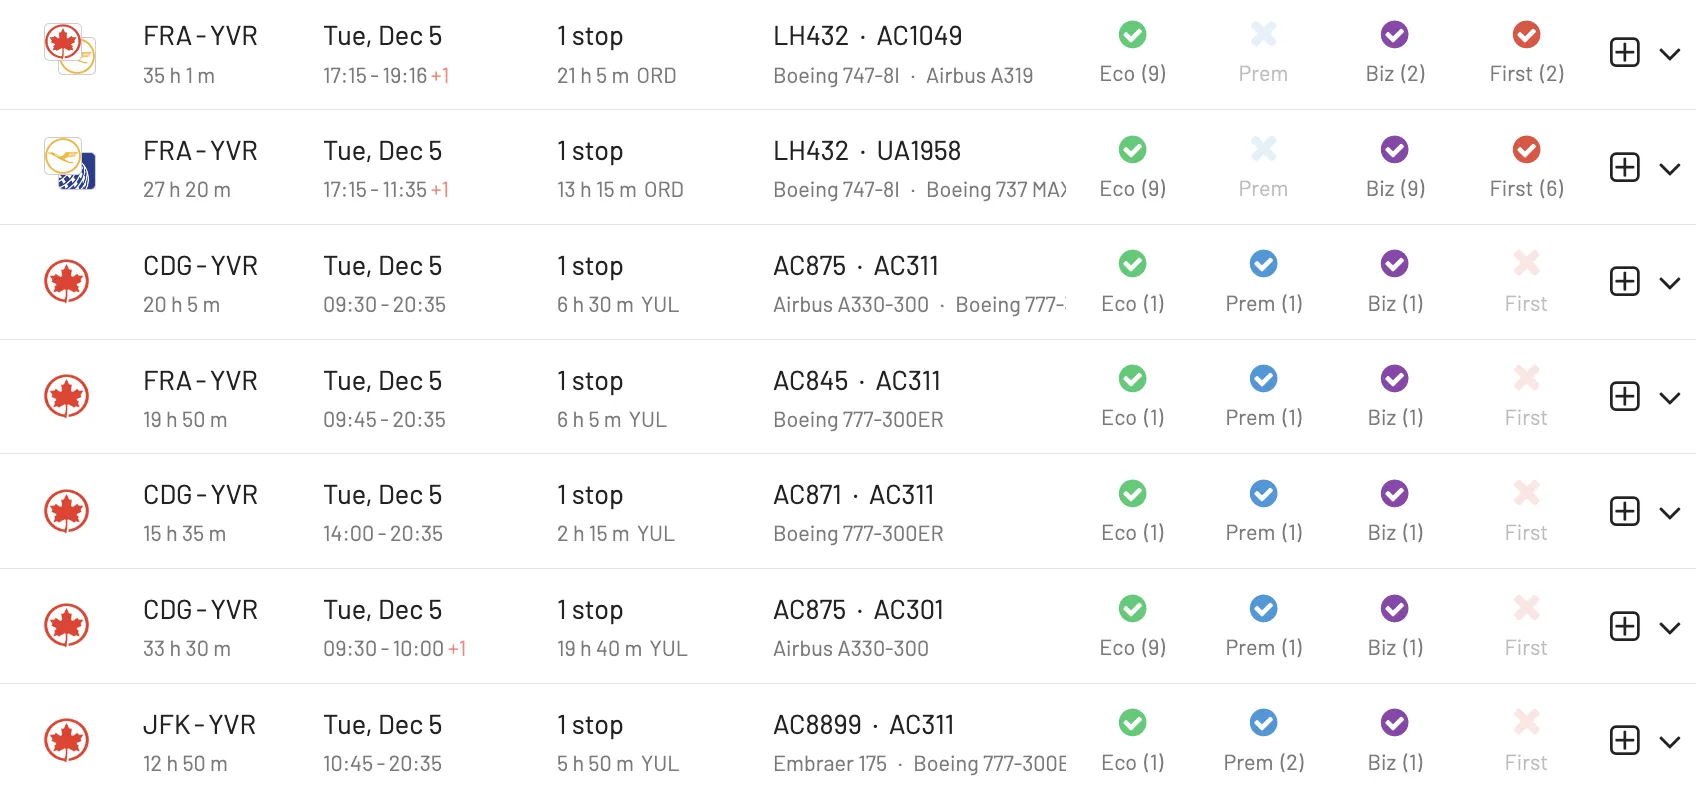 FRA-YVR Tue, Dec 5 1 stop LH432 · AC1049
35 h 1 m 17:15-19:16 +1 21 h 5 m ORD Boeing 747-8I · Airbus A319 Eco (9) Prem Biz (2) First (2)
FRA-YVR Tue, Dec 5 1 stop LH432 · UA1958
27 h 20 m 17:15-11:35 +1 13 h 15 m ORD Boeing 747-8I · Boeing 737 MAX Eco (9) Prem Biz (9) First (6)
CDG-YVR Tue, Dec 5 1 stop AC875 · AC311
20 h 5 m 09:30-20:35 6 h 30 m YUL Airbus A330-300 · Boeing 777- Eco (1) Prem (1) Biz (1) First
FRA-YVR Tue, Dec 5 1 stop AC845 · AC311
19 h 50 m 09:45-20:35 6 h 5 m YUL Boeing 777-300ER Eco (1) Prem (1) Biz (1) First
CDG-YVR Tue, Dec 5 1 stop AC871 · AC311
15 h 35 m 14:00-20:35 2 h 15 m YUL Boeing 777-300ER Eco (1) Prem (1) Biz (1) First
CDG-YVR Tue, Dec 5 1 stop AC875 · AC301
33 h 30 m 09:30-10:00 +1 19 h 40 m YUL Airbus A330-300 Eco (9) Prem (1) Biz (1) First
JFK-YVR Tue, Dec 5 1 stop AC8899 · AC311
12 h 50 m 10:45-20:35 5 h 50 m YUL Embraer 175 · Boeing 777-300E Eco (1) Prem (2) Biz (1) First